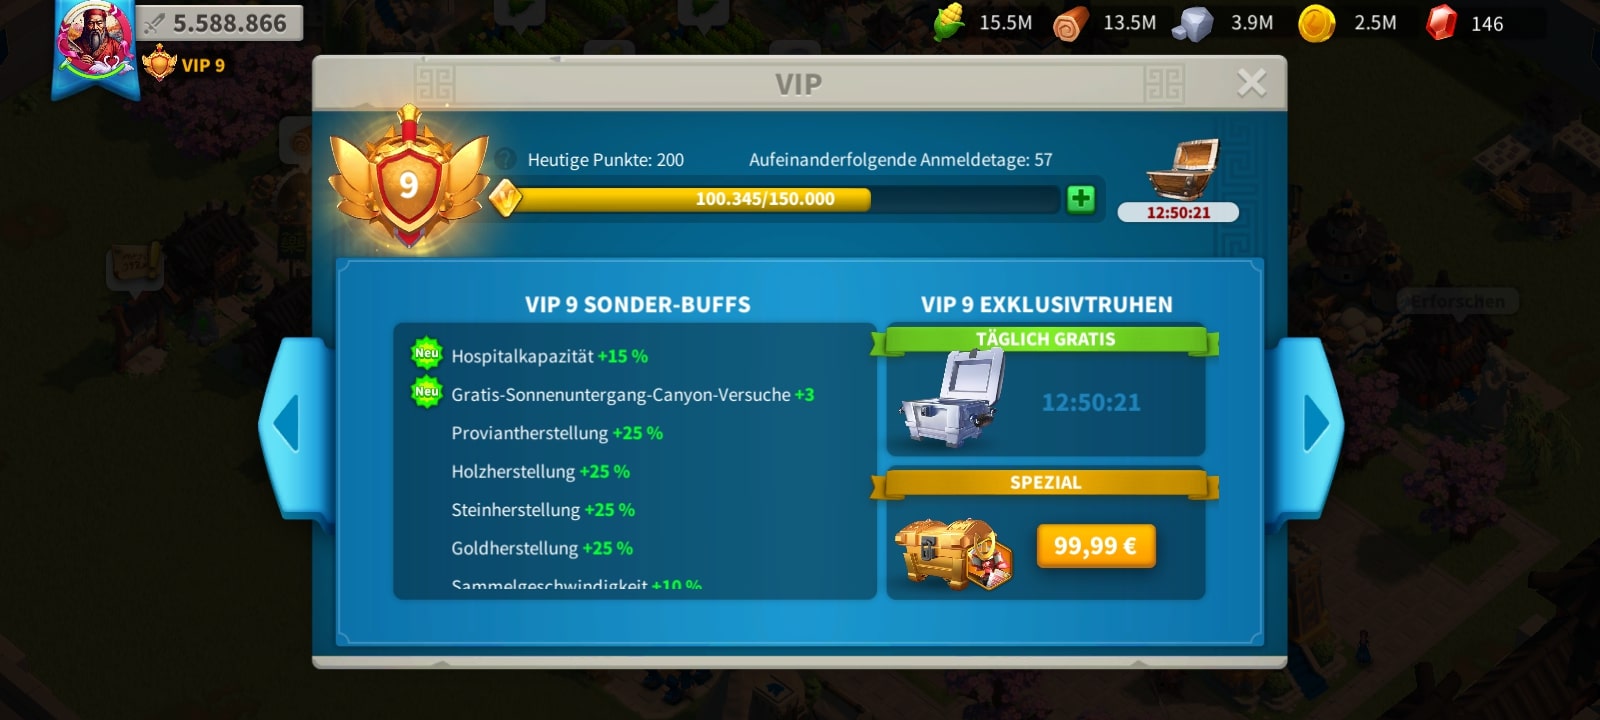 5.588.866
15.5M
13.5M
3.9M
2.5M
146
VIP 9
VIP
9
Heutige Punkte: 200
Aufeinanderfolgende Anmeldetage: 57
100.345/150.000
12:50:21
VIP 9 SONDER-BUFFS
Neu Hospitalkapazität +15 %
Neu Gratis-Sonnenuntergang-Canyon-Versuche +3
Proviantherstellung +25 %
Holzherstellung +25 %
Steinherstellung +25 %
Goldherstellung +25 %
Sammelgeschwindigkeit +10 %
VIP 9 EXKLUSIVTRUHEN
TÄGLICH GRATIS
12:50:21
SPEZIAL
99,99 €
Erforschen